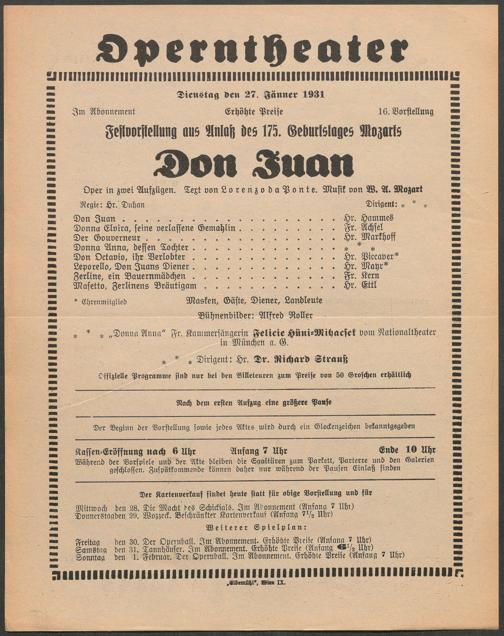 Operntheater
Dienstag den 27. Jänner 1931
Im Abonnement Erhöhte Preise 16. Vorstellung
Festvorstellung aus Anlaß des 175. Geburtstages Mozarts
Don Juan
Oper in zwei Aufzügen. Text von Lorenzo da Ponte. Musik von W. A. Mozart
Regie: Hr. Duhan Dirigent: * * *
Don Juan . . . . . . . . . . . . . . . . . . Hr. Hammes
Donna Elvira, seine verlassene Gemahlin . . . . . . . . . . Fr. Achsel
Der Gouverneur . . . . . . . . . . . . . . . . Hr. Markhoff
Donna Anna, dessen Tochter . . . . . . . . . . . . . * * *
Don Octavio, ihr Verlobter . . . . . . . . . . . . . Hr. Piccaver*
Leporello, Don Juans Diener . . . . . . . . . . . . . Hr. Mayr*
Zerline, ein Bauernmädchen . . . . . . . . . . . . . Fr. Kern
Masetto, Zerlinens Bräutigam . . . . . . . . . . . . . Hr. Ettl
* Ehrenmitglied Masken, Gäste, Diener, Landleute
Bühnenbilder: Alfred Roller
* * * „Donna Anna“ Fr. Kammersängerin Felicie Hüni-Mihacsek vom Nationaltheater
in München a. G.
* * * Dirigent: Hr. Dr. Richard Strauß
Offizielle Programme sind nur bei den Billeteuren zum Preise von 50 Groschen erhältlich
Nach dem ersten Aufzug eine größere Pause
Der Beginn der Vorstellung sowie jedes Aktes wird durch ein Glockenzeichen bekanntgegeben
Kassen-Eröffnung nach 6 Uhr Anfang 7 Uhr Ende 10 Uhr
Während der Vorspiele und der Akte bleiben die Saaltüren zum Parkett, Parterre und den Galerien
geschlossen. Zuspätkommende können daher nur während der Pausen Einlaß finden
Der Kartenverkauf findet heute statt für obige Vorstellung und für
Mittwoch den 28. Die Macht des Schicksals. Im Abonnement (Anfang 7 Uhr)
Donnerstag den 29. Wozzeck. Beschränkter Kartenverkauf (Anfang 7½ Uhr)
Weiterer Spielplan:
Freitag den 30. Der Opernball. Im Abonnement. Erhöhte Preise (Anfang 7 Uhr)
Samstag den 31. Tannhäuser. Im Abonnement. Erhöhte Preise (Anfang 6½ Uhr)
Sonntag den 1. Februar. Der Opernball. Im Abonnement. Erhöhte Preise (Anfang 7 Uhr)
„Elbemühl“, Wien IX.